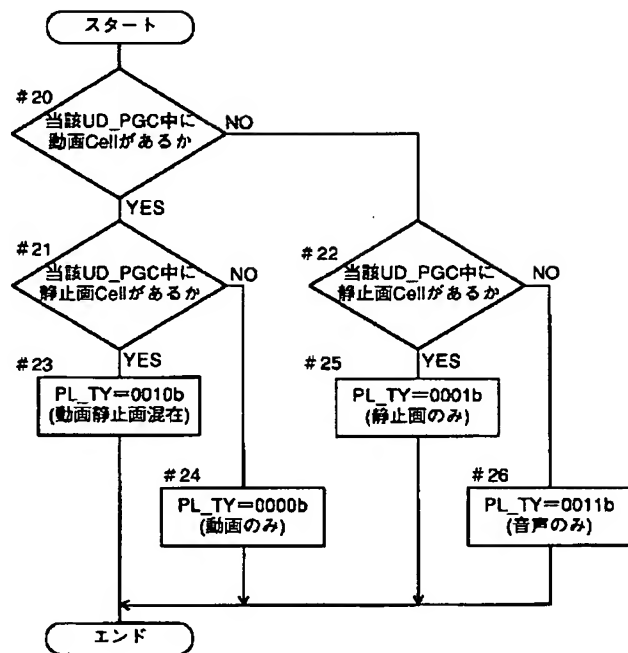 スタート
#20
当該UD_PGC中に
動画Cellがあるか
NO
YES
#21
当該UD_PGC中に
静止画Cellがあるか
NO
YES
#22
当該UD_PGC中に
静止画Cellがあるか
NO
YES
#23
PL_TY=0010b
(動画静止画混在)
#24
PL_TY=0000b
(動画のみ)
#25
PL_TY=0001b
(静止画のみ)
#26
PL_TY=0011b
(音声のみ)
エンド